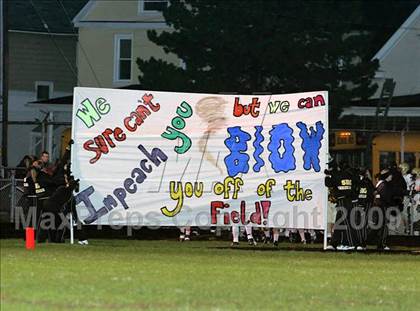 We
sure can't
Impeach
you
but we can
BlOW
you off of the
Field!
MaxPreps Copyright 2009